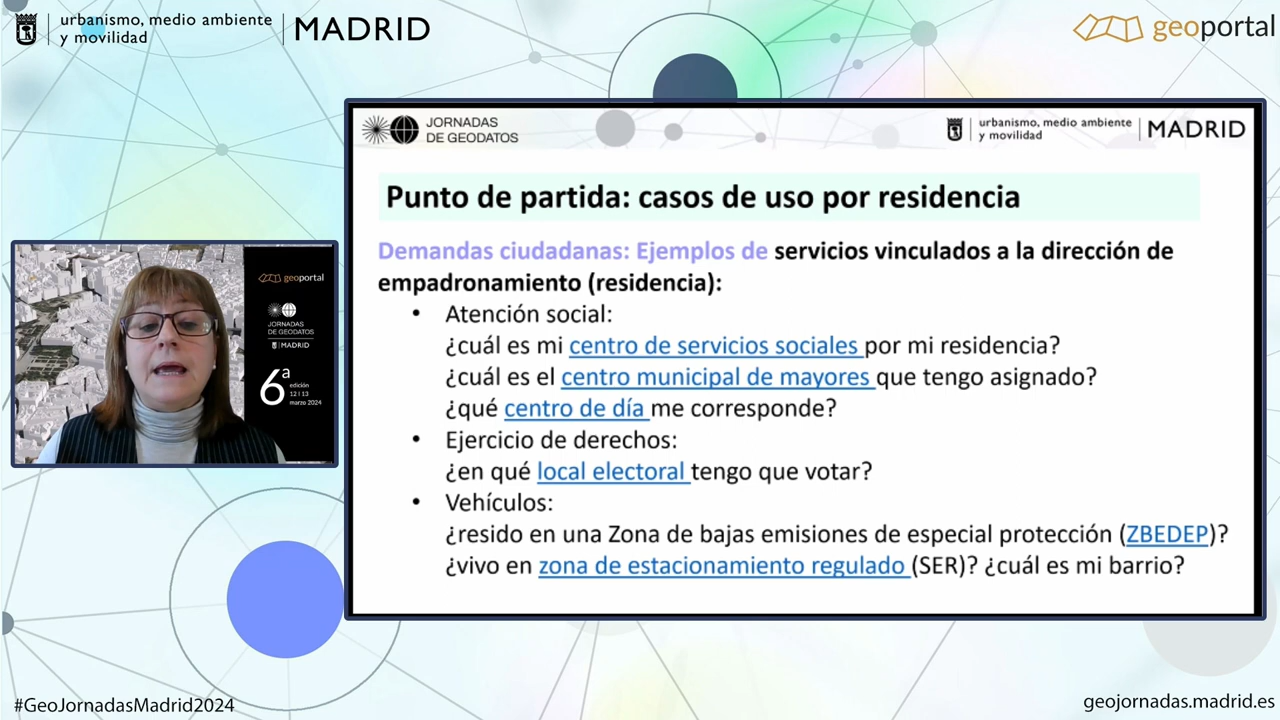 urbanismo, medio ambiente
y movilidad
MADRID
geoportal
JORNADAS
DE GEODATOS
urbanismo, medio ambiente
y movilidad
MADRID
Punto de partida: casos de uso por residencia
Demandas ciudadanas: Ejemplos de servicios vinculados a la dirección de
empadronamiento (residencia):
• Atención social:
¿cuál es mi centro de servicios sociales por mi residencia?
¿cuál es el centro municipal de mayores que tengo asignado?
¿qué centro de día me corresponde?
• Ejercicio de derechos:
¿en qué local electoral tengo que votar?
• Vehículos:
¿resido en una Zona de bajas emisiones de especial protección (ZBEDEP)?
¿vivo en zona de estacionamiento regulado (SER)? ¿cuál es mi barrio?
geoportal
JORNADAS
DE GEODATOS
MADRID
6ª
edición
12 I 13
marzo 2024
#GeoJornadasMadrid2024
geojornadas.madrid.es